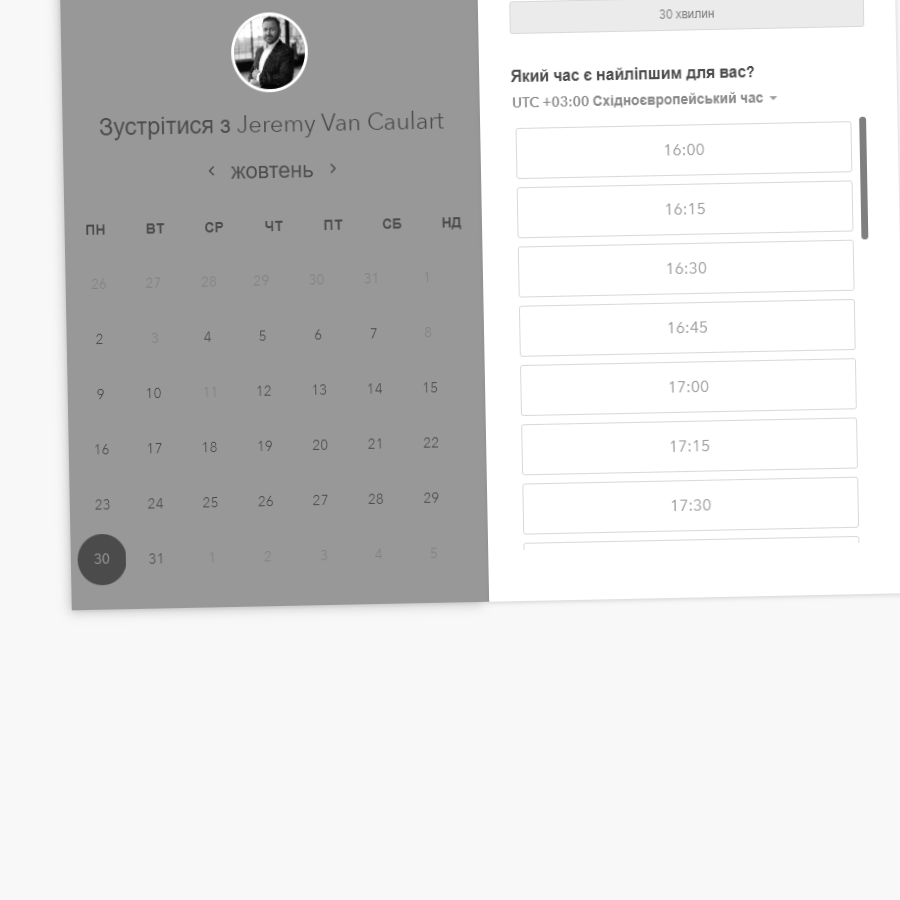 Зустрітися з Jeremy Van Caulart
жовтень
ПН ВТ СР ЧТ ПТ СБ НД
26 27 28 29 30 31 1
2 3 4 5 6 7 8
9 10 11 12 13 14 15
16 17 18 19 20 21 22
23 24 25 26 27 28 29
30 31 1 2 3 4 5
30 хвилин
Який час є найліпшим для вас?
UTC +03:00 Східноєвропейський час
16:00
16:15
16:30
16:45
17:00
17:15
17:30